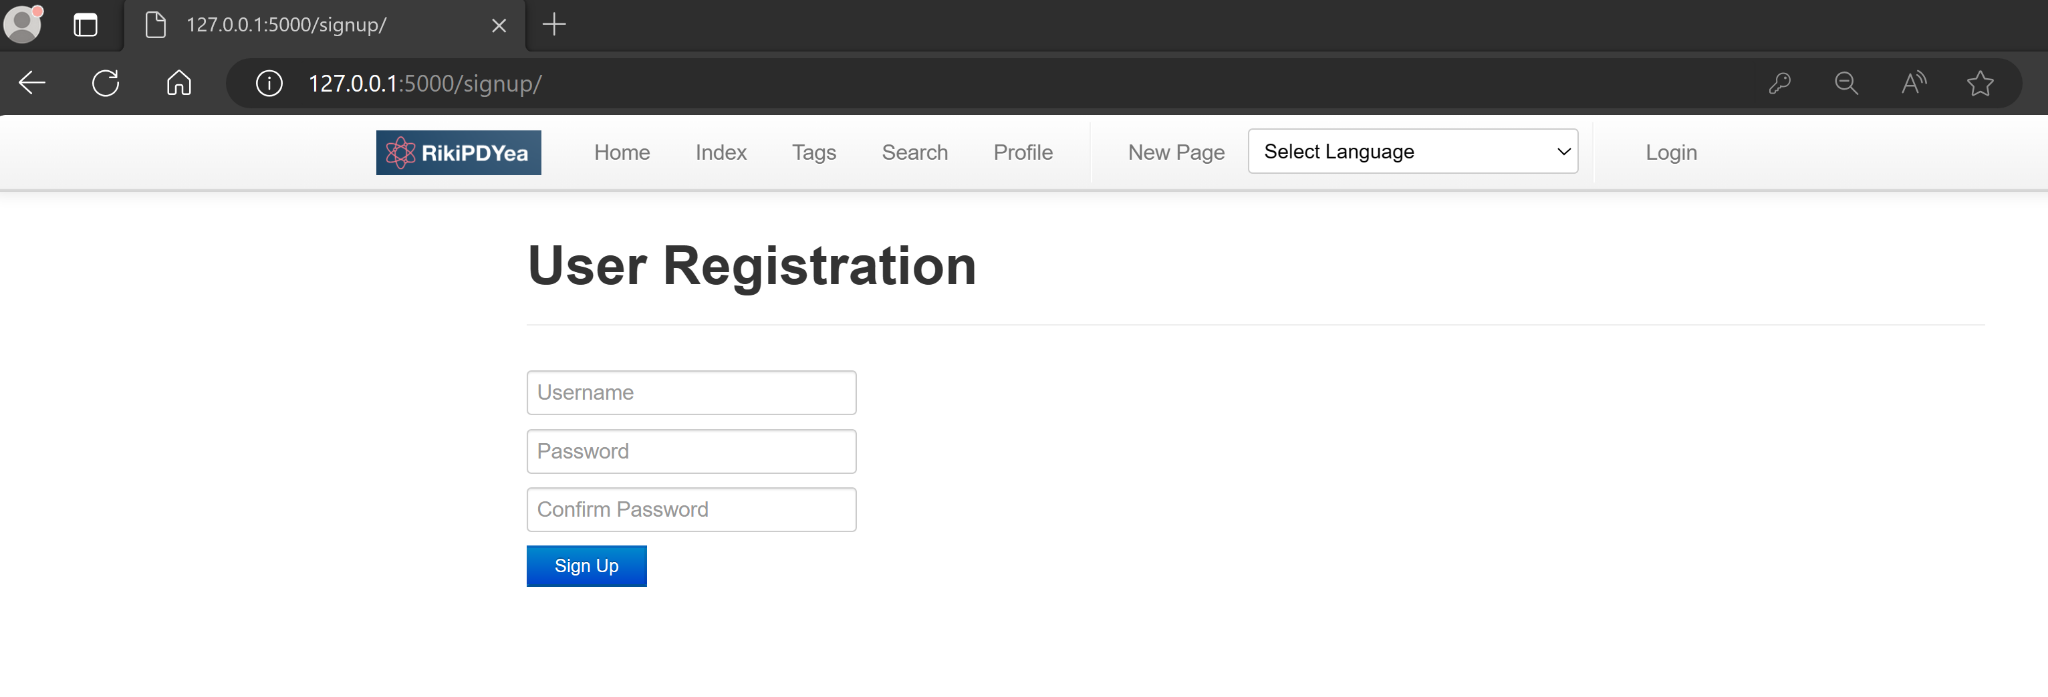 127.0.0.1:5000/signup/
127.0.0.1:5000/signup/
RikiPDYea Home Index Tags Search Profile New Page Select Language Login
User Registration
Username
Password
Confirm Password
Sign Up